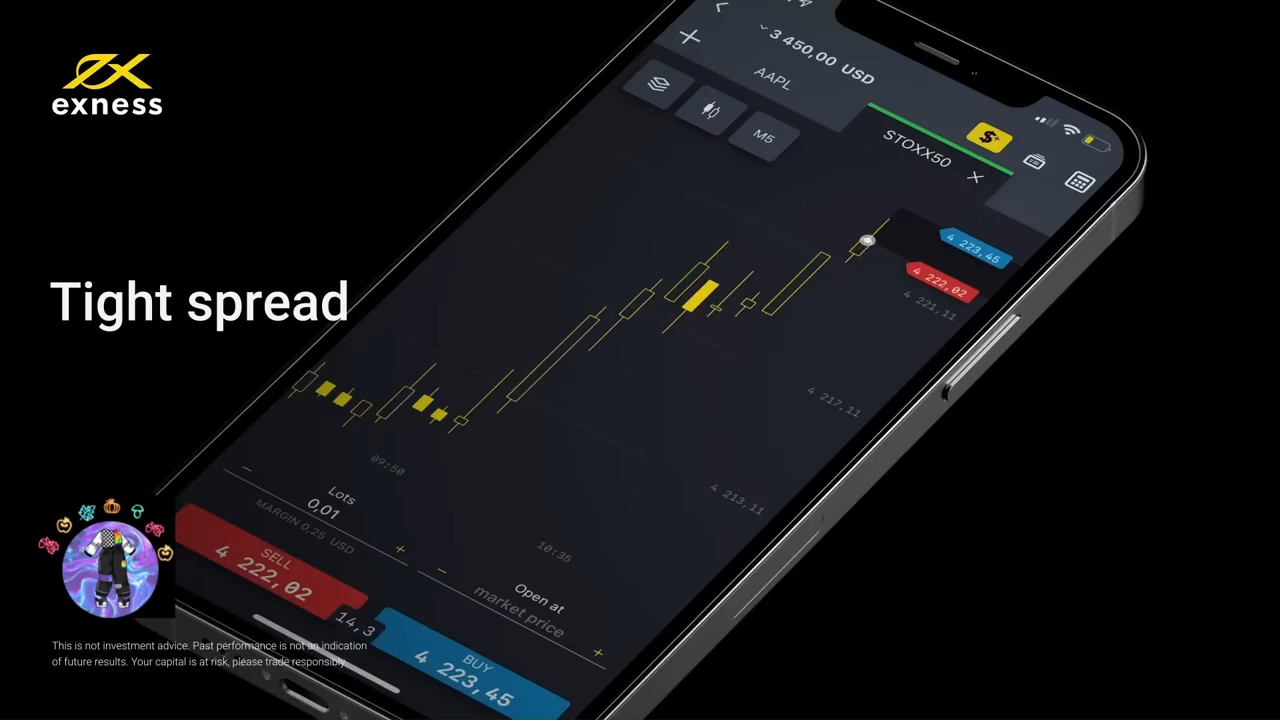 exness
3 450,00 USD
AAPL
M5
STOXX50
$+
4 223,45
4 222,02
4 221,11
Tight spread
4 217,11
09:50
4 213,11
Lots
0,01
MARGIN 0,25 USD
10:35
Open at
market price
SELL
4 222,02
14,3
BUY
4 223,45
This is not investment advice. Past performance is not an indication
of future results. Your capital is at risk, please trade responsibly.